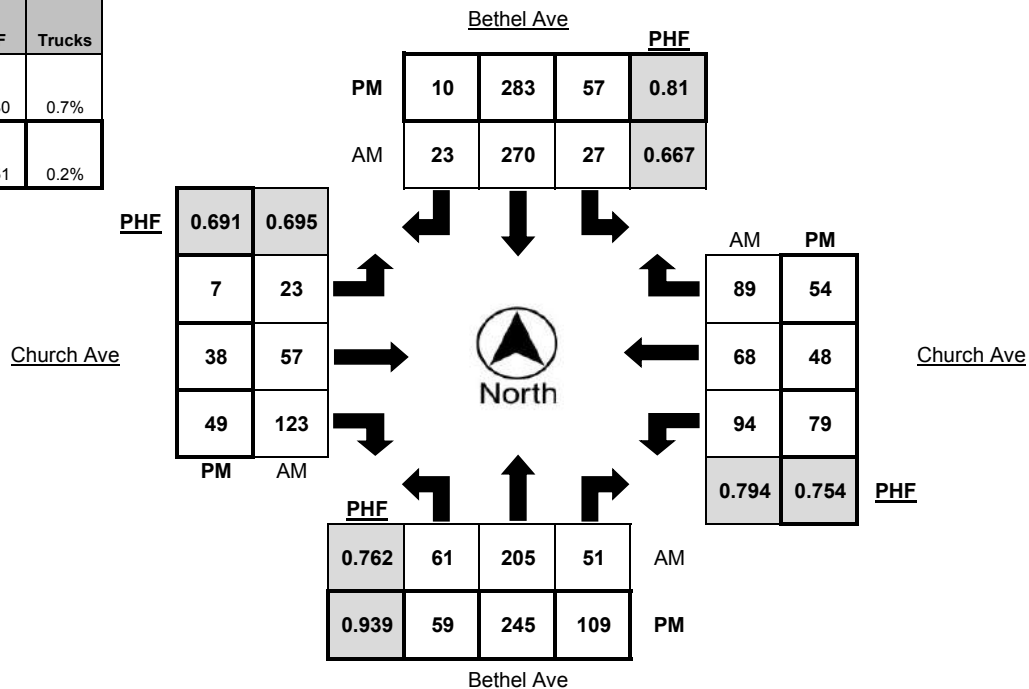 Bethel Ave
Trucks
PHF
PM 10 283 57 0.81
0.7%
AM 23 270 27 0.667
0.2%
PHF 0.691 0.695
AM PM
7 23
89 54
Church Ave 38 57
68 48 Church Ave
North
49 123
94 79
PM AM
0.794 0.754 PHF
PHF
0.762 61 205 51 AM
0.939 59 245 109 PM
Bethel Ave